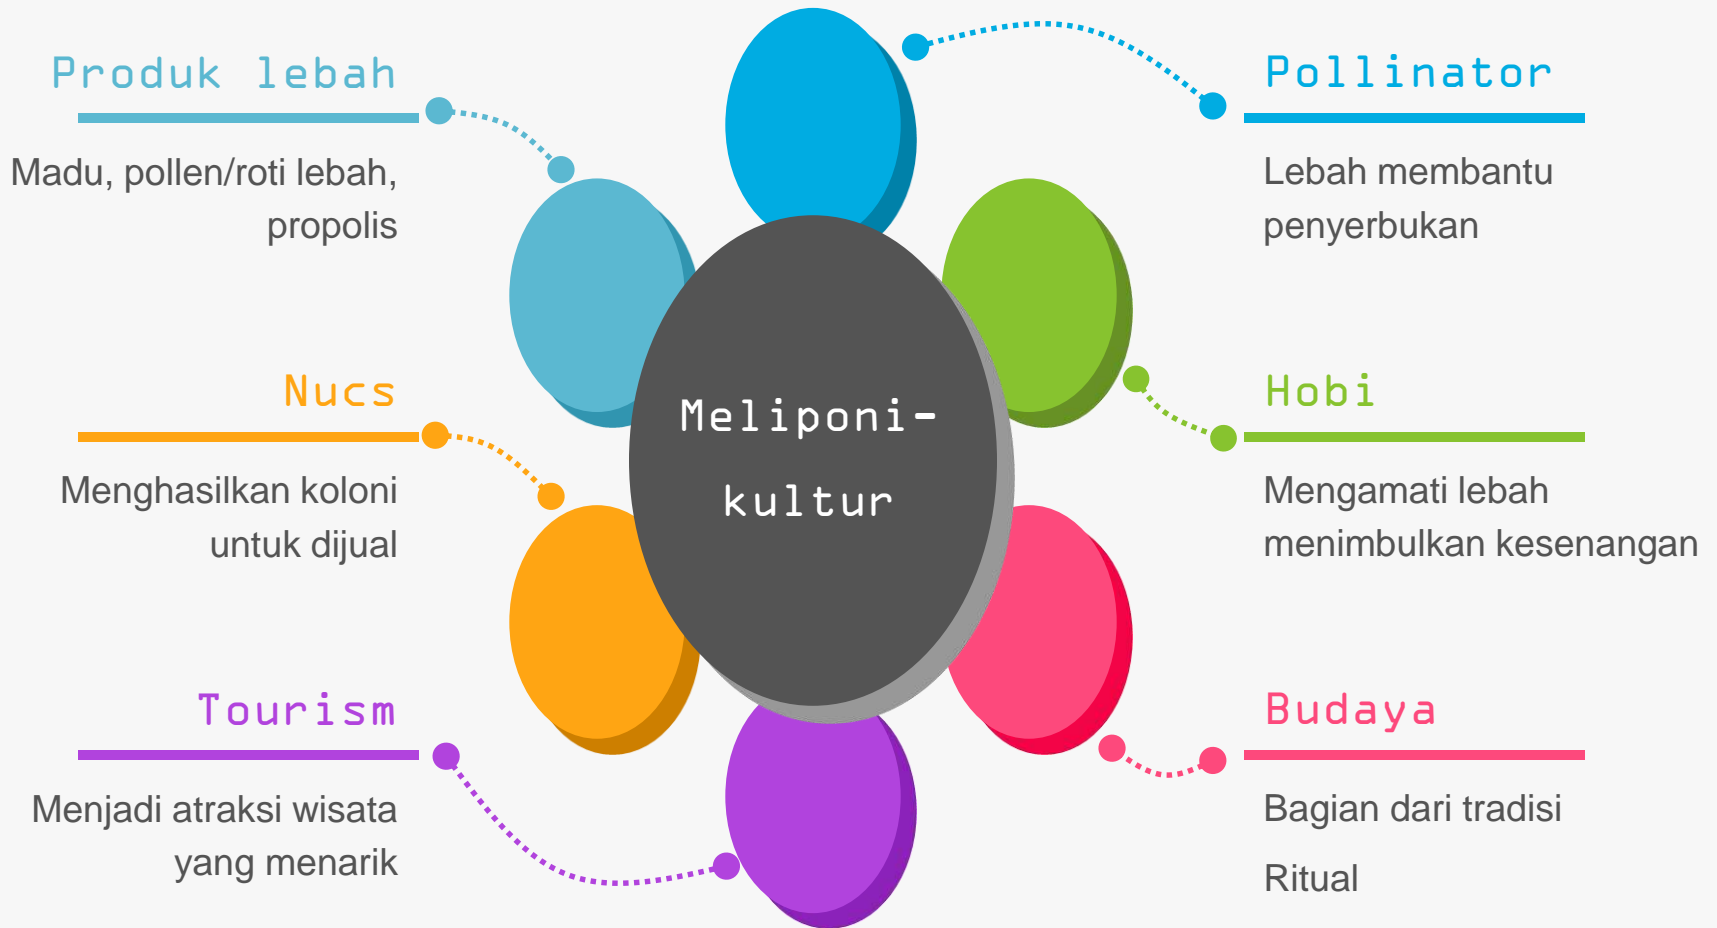 Produk lebah
Madu, pollen/roti lebah,
propolis
Nucs
Menghasilkan koloni
untuk dijual
Tourism
Menjadi atraksi wisata
yang menarik
Meliponi-
kultur
Pollinator
Lebah membantu
penyerbukan
Hobi
Mengamati lebah
menimbulkan kesenangan
Budaya
Bagian dari tradisi
Ritual